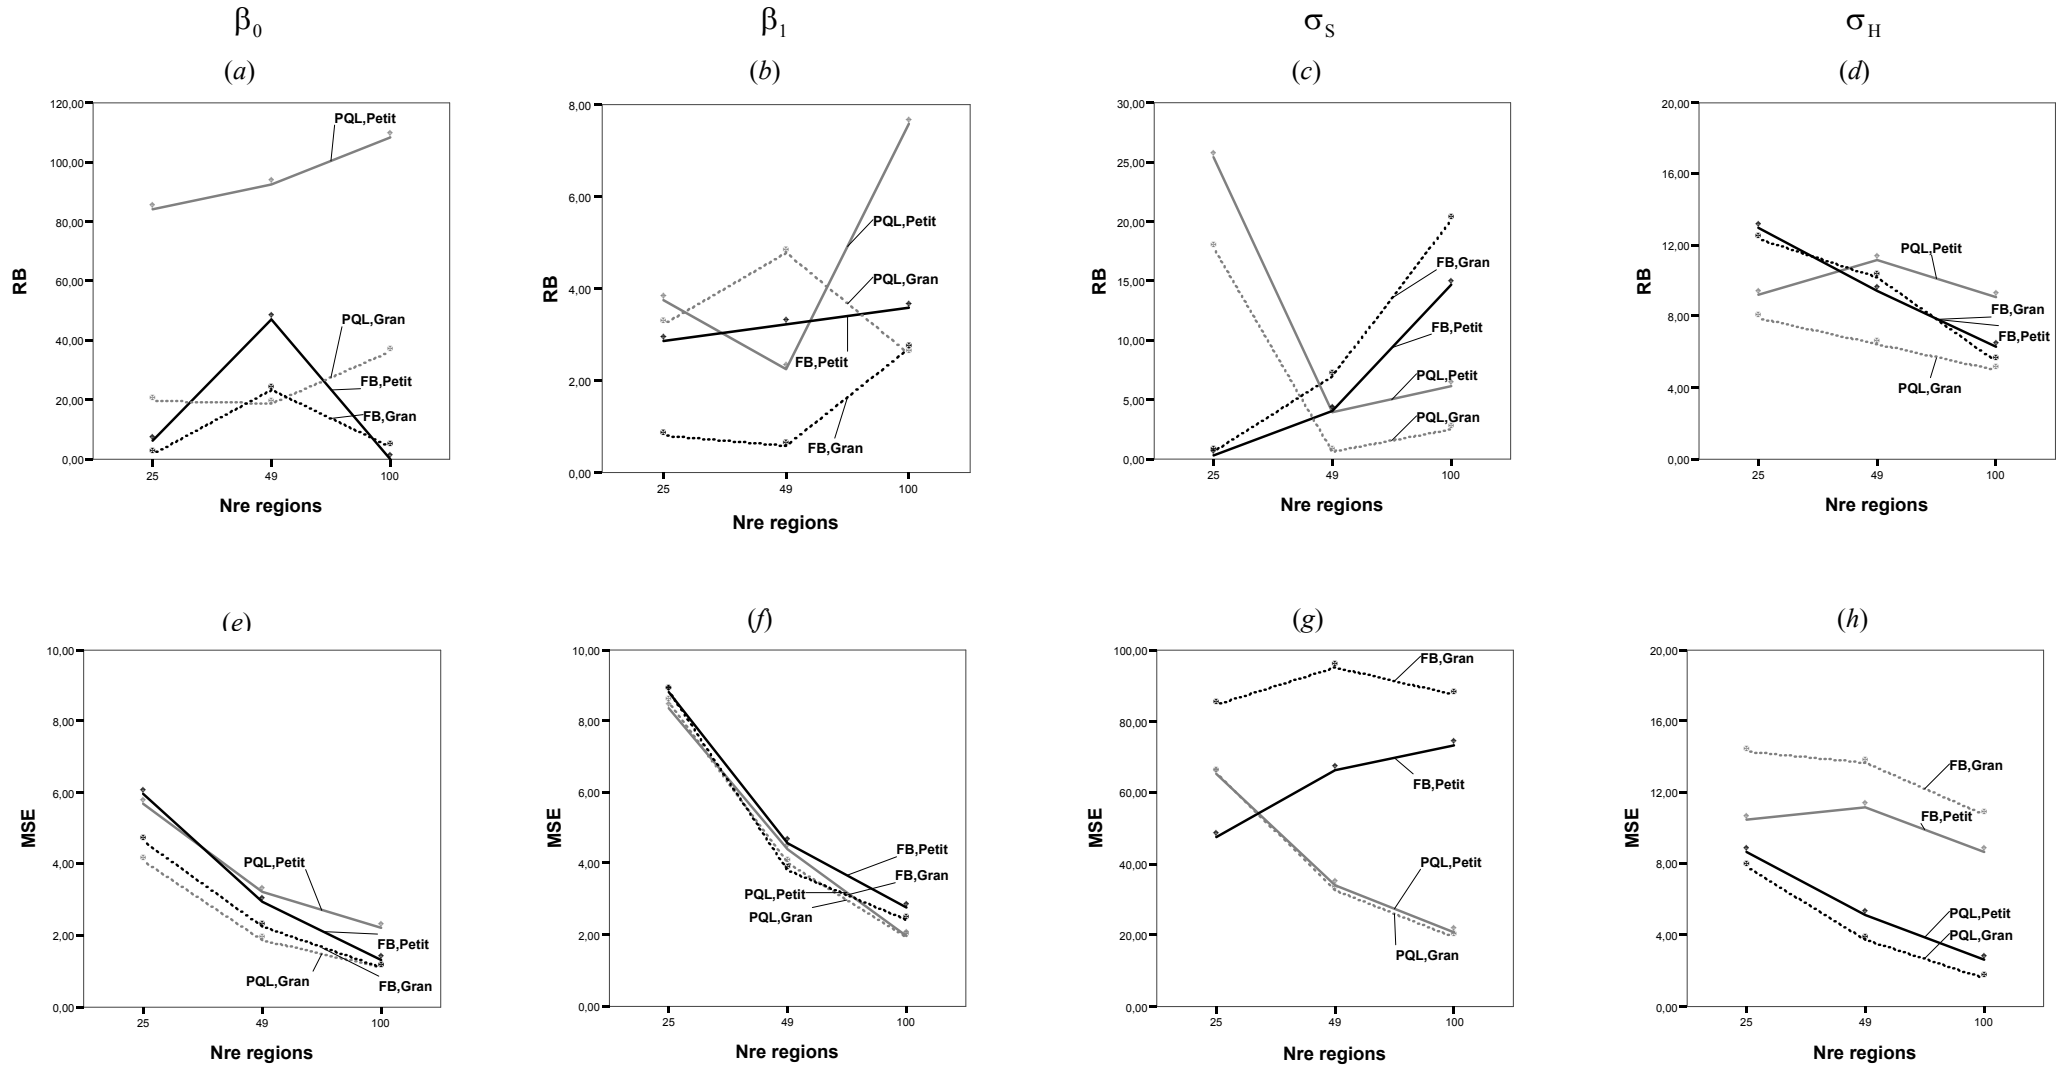 β0
β1
σS
σH
(a)
(b)
(c)
(d)
120,00
100,00
80,00
60,00
40,00
20,00
0,00
RB
PQL,Petit
PQL,Gran
FB,Petit
FB,Gran
25
49
100
Nre regions
8,00
6,00
4,00
2,00
0,00
RB
PQL,Petit
PQL,Gran
FB,Petit
FB,Gran
25
49
100
Nre regions
30,00
25,00
20,00
15,00
10,00
5,00
0,00
RB
FB,Gran
FB,Petit
PQL,Petit
PQL,Gran
25
49
100
Nre regions
20,00
16,00
12,00
8,00
4,00
0,00
RB
PQL,Petit
FB,Gran
FB,Petit
PQL,Gran
25
49
100
Nre regions
(e)
(f)
(g)
(h)
10,00
8,00
6,00
4,00
2,00
0,00
MSE
PQL,Petit
FB,Petit
PQL,Gran
FB,Gran
25
49
100
Nre regions
10,00
8,00
6,00
4,00
2,00
0,00
MSE
FB,Petit
FB,Gran
PQL,Petit
PQL,Gran
25
49
100
Nre regions
100,00
80,00
60,00
40,00
20,00
0,00
MSE
FB,Gran
FB,Petit
PQL,Petit
PQL,Gran
25
49
100
Nre regions
20,00
16,00
12,00
8,00
4,00
0,00
MSE
FB,Gran
FB,Petit
PQL,Petit
PQL,Gran
25
49
100
Nre regions